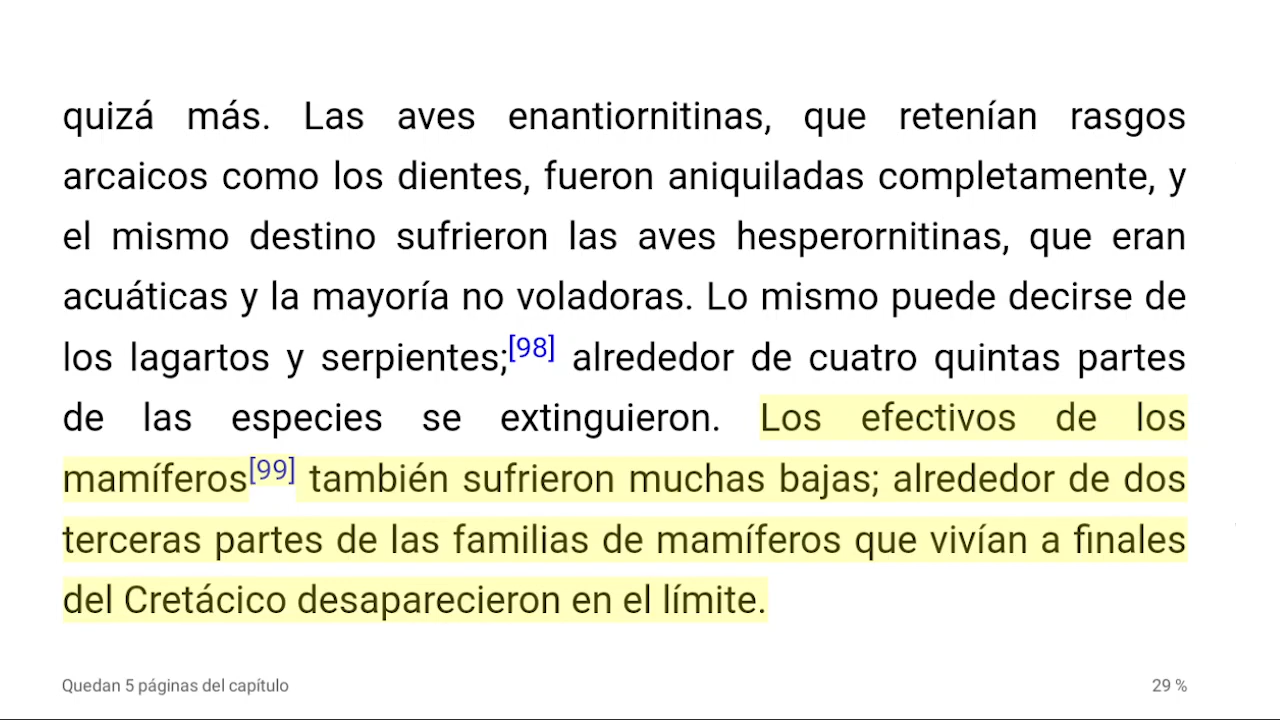 quizá más. Las aves enantiornitinas, que retenían rasgos
arcaicos como los dientes, fueron aniquiladas completamente, y
el mismo destino sufrieron las aves hesperornitinas, que eran
acuáticas y la mayoría no voladoras. Lo mismo puede decirse de
los lagartos y serpientes;[98] alrededor de cuatro quintas partes
de las especies se extinguieron. Los efectivos de los
mamíferos[99] también sufrieron muchas bajas; alrededor de dos
terceras partes de las familias de mamíferos que vivían a finales
del Cretácico desaparecieron en el límite.
Quedan 5 páginas del capítulo
29 %